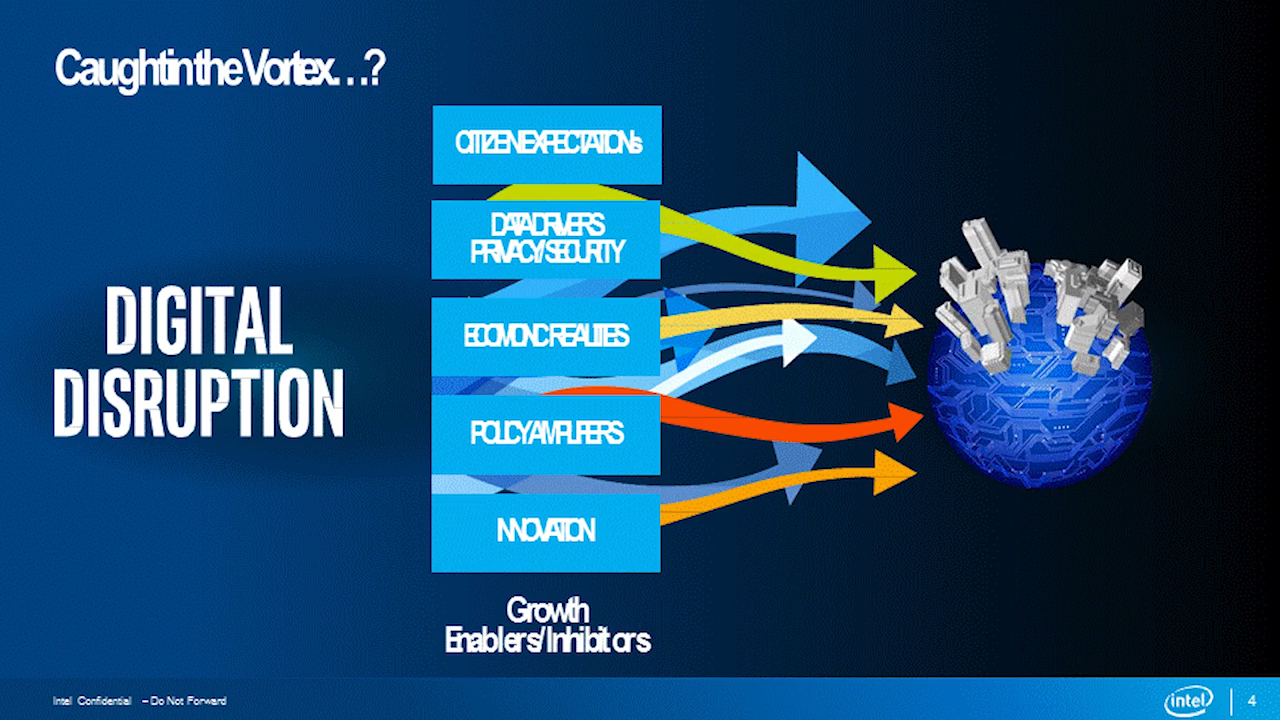 Caught in the Vortex…?
CITIZEN EXPECTATIONs
DATA DRIVERS
PRIVACY/SECURITY
ECOMONIC REALITIES
POLICY AMPLIFIERS
INNOVATION
DIGITAL
DISRUPTION
Growth
Enablers/Inhibitors
Intel Confidential – Do Not Forward
intel
4